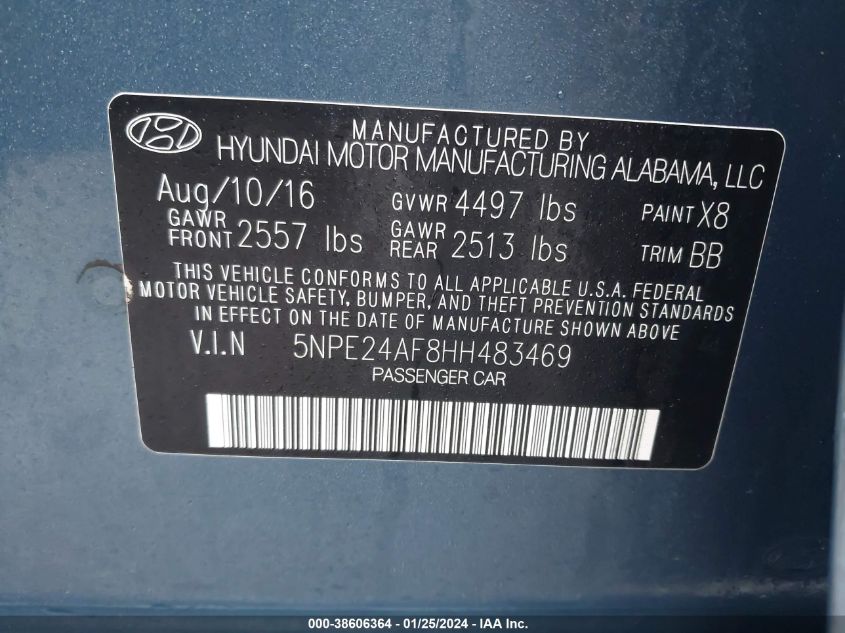 MANUFACTURED BY
HYUNDAI MOTOR MANUFACTURING ALABAMA, LLC
Aug/10/16 GVWR 4497 lbs PAINT X8
GAWR FRONT 2557 lbs GAWR REAR 2513 lbs TRIM BB
THIS VEHICLE CONFORMS TO ALL APPLICABLE U.S.A. FEDERAL
MOTOR VEHICLE SAFETY, BUMPER, AND THEFT PREVENTION STANDARDS
IN EFFECT ON THE DATE OF MANUFACTURE SHOWN ABOVE
V.I.N 5NPE24AF8HH483469
PASSENGER CAR
000-38606364 - 01/25/2024 - IAA Inc.